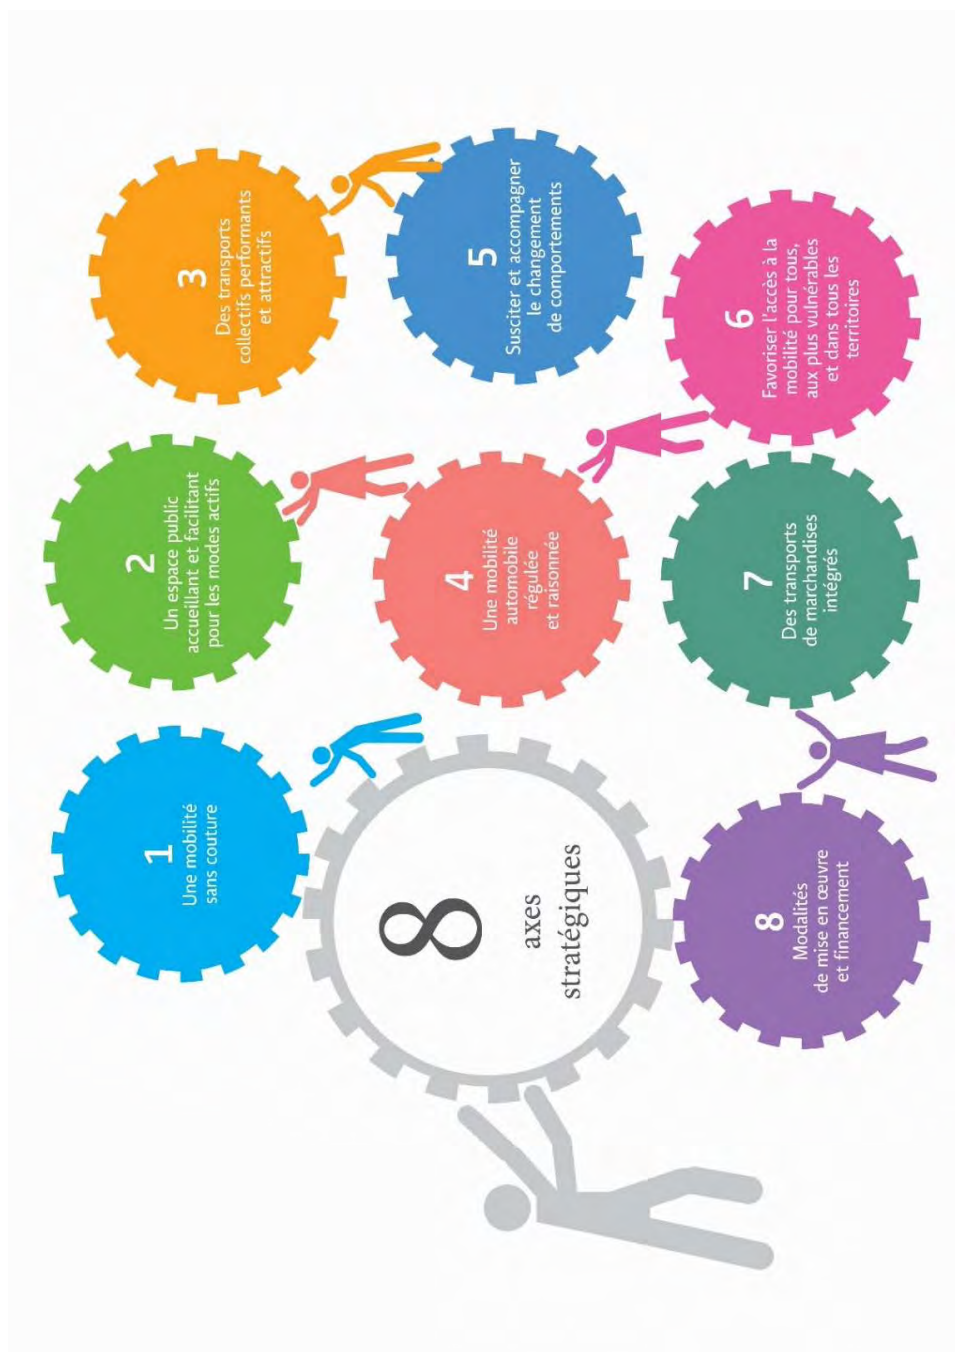 8
axes
stratégiques
1
Une mobilité
sans couture
2
Un espace public
accueillant et facilitant
pour les modes actifs
3
Des transports
collectifs performants
et attractifs
4
Une mobilité
automobile
régulée
et raisonnée
5
Susciter et accompagner
le changement
de comportements
6
Favoriser l'accès à la
mobilité pour tous,
aux plus vulnérables
et dans tous les
territoires
7
Des transports
de marchandises
intégrés
8
Modalités
de mise en œuvre
et financement